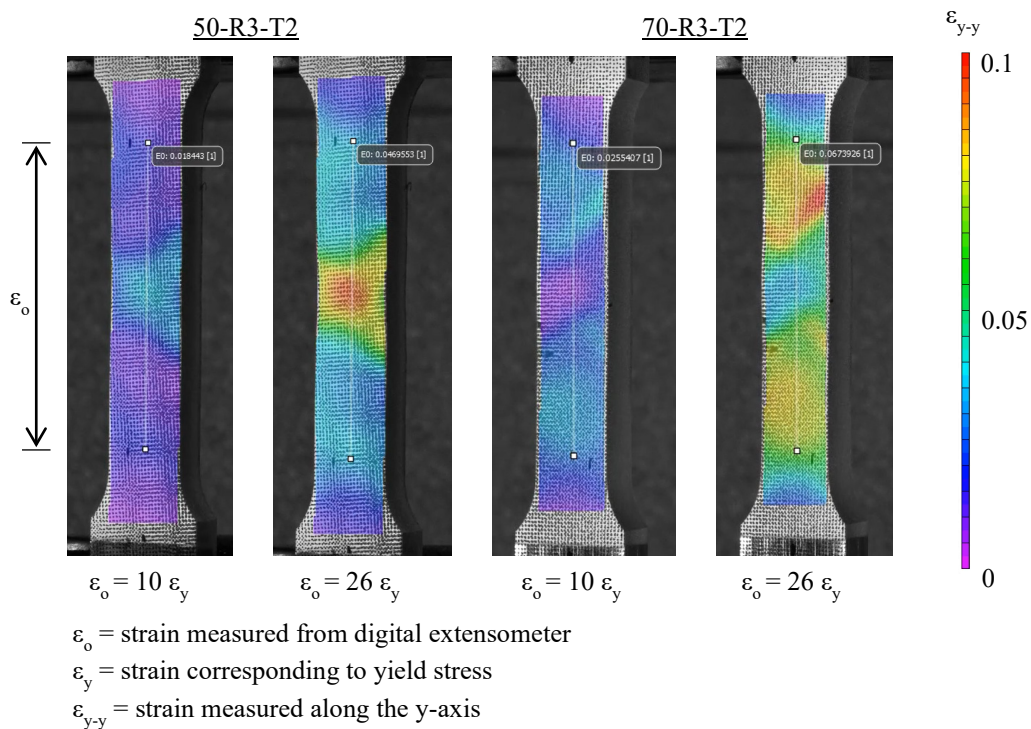 50-R3-T2
70-R3-T2
εy-y
0.1
E0: 0.018443 [1]
E0: 0.0469553 [1]
E0: 0.0255407 [1]
E0: 0.0673926 [1]
εo
0.05
0
εo = 10 εy
εo = 26 εy
εo = 10 εy
εo = 26 εy
εo = strain measured from digital extensometer
εy = strain corresponding to yield stress
εy-y = strain measured along the y-axis